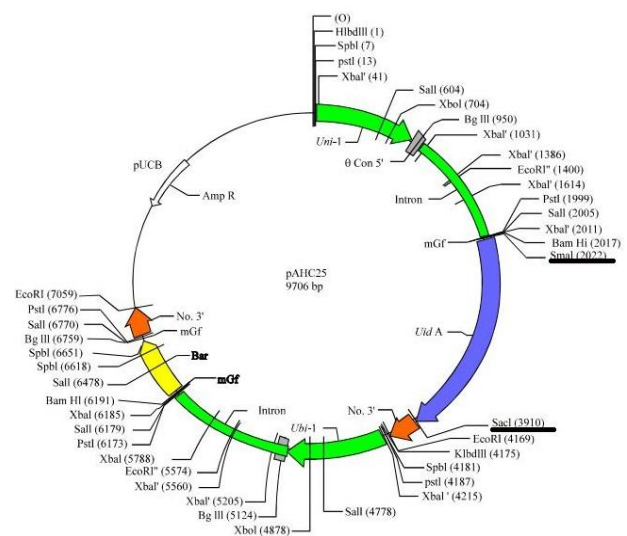 (O)
HlbdIII (1)
SpbI (7)
pstI (13)
XbaI' (41)
SalI (604)
XboI (704)
Bg III (950)
XbaI' (1031)
Uni-1
θ Con 5'
XbaI' (1386)
EcoRI" (1400)
XbaI' (1614)
Intron
PstI (1999)
SalI (2005)
XbaI' (2011)
Bam Hi (2017)
SmaI (2022)
mGf
pUCB
Amp R
pAHC25
9706 bp
Uid A
EcoRI (7059)
PstI (6776)
SalI (6770)
Bg III (6759)
SpbI (6651)
SpbI (6618)
SalI (6478)
Bam HI (6191)
XbaI (6185)
SalI (6179)
PstI (6173)
No. 3'
mGf
Bar
mGf
XbaI (5788)
EcoRI" (5574)
XbaI' (5560)
Intron
XbaI' (5205)
Bg III (5124)
XboI (4878)
Ubi-1
SalI (4778)
No. 3'
SacI (3910)
EcoRI (4169)
KlbdIII (4175)
SpbI (4181)
pstI (4187)
XbaI ' (4215)